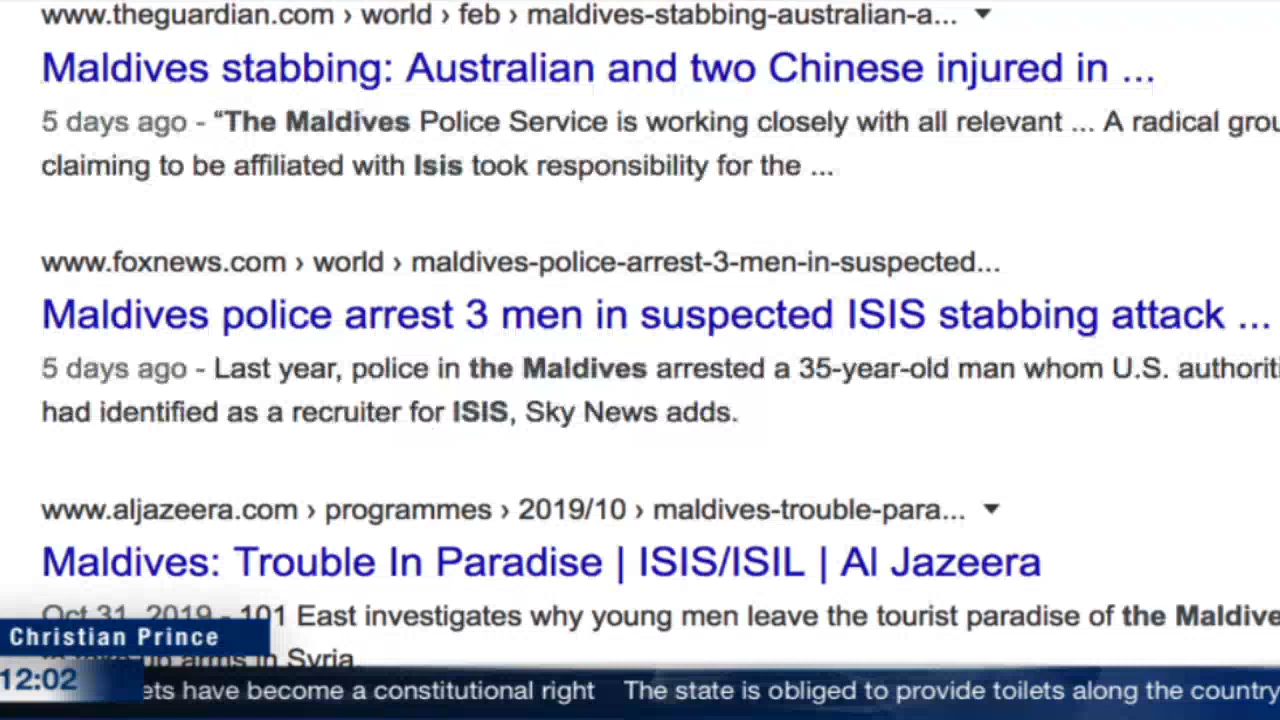 www.theguardian.com › world › feb › maldives-stabbing-australian-a...
Maldives stabbing: Australian and two Chinese injured in ...
5 days ago - “The Maldives Police Service is working closely with all relevant ... A radical grou
claiming to be affiliated with Isis took responsibility for the ...
www.foxnews.com › world › maldives-police-arrest-3-men-in-suspected...
Maldives police arrest 3 men in suspected ISIS stabbing attack ...
5 days ago - Last year, police in the Maldives arrested a 35-year-old man whom U.S. authoriti
had identified as a recruiter for ISIS, Sky News adds.
www.aljazeera.com › programmes › 2019/10 › maldives-trouble-para...
Maldives: Trouble In Paradise | ISIS/ISIL | Al Jazeera
Oct 31, 2019 - 101 East investigates why young men leave the tourist paradise of the Maldive
to take up arms in Syria.
Christian Prince
12:02
ets have become a constitutional right The state is obliged to provide toilets along the country